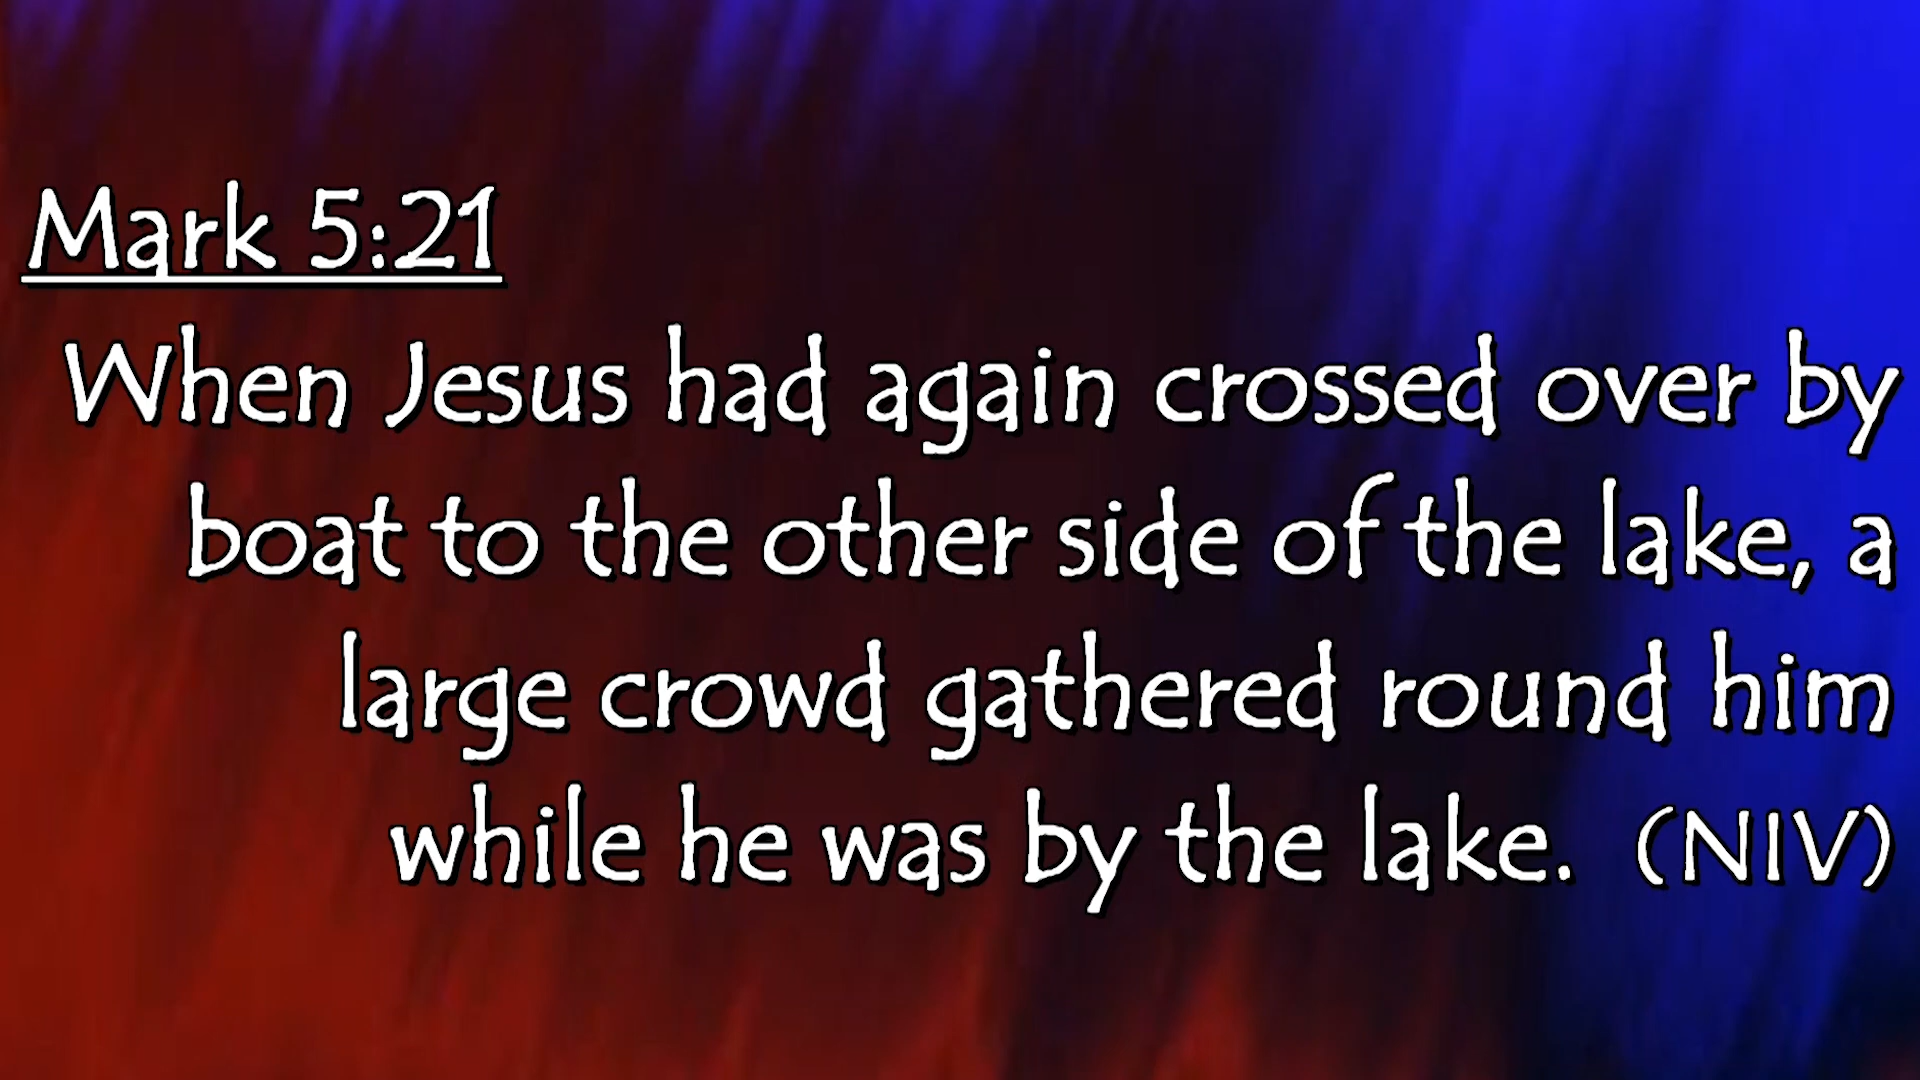 Mark 5:21
When Jesus had again crossed over by
boat to the other side of the lake, a
large crowd gathered round him
while he was by the lake.  (NIV)